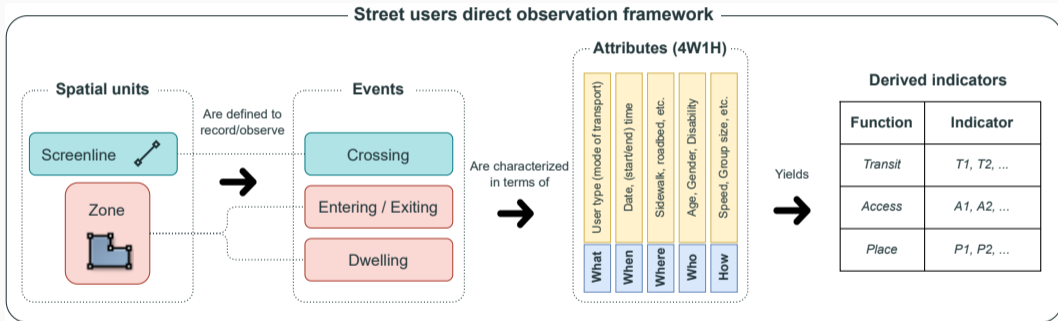 Street users direct observation framework
Spatial units
Screenline
Zone
Are defined to
record/observe
Events
Crossing
Entering / Exiting
Dwelling
Are characterized
in terms of
Attributes (4W1H)
User type (mode of transport)
What
Date, (start/end) time
When
Sidewalk, roadbed, etc.
Where
Age, Gender, Disability
Who
Speed, Group size, etc.
How
Yields
Derived indicators
Function Indicator
Transit T1, T2, ...
Access A1, A2, ...
Place P1, P2, ...